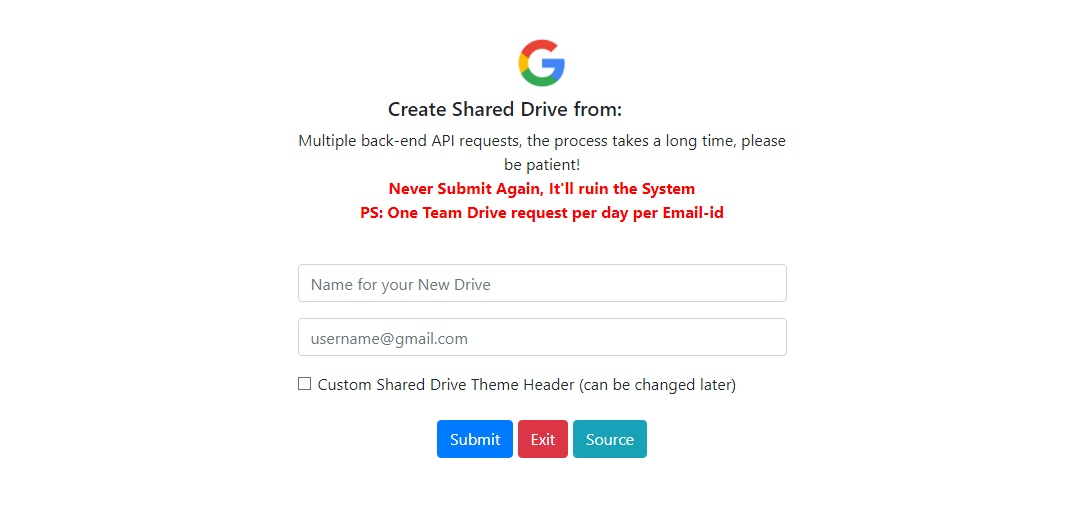 Create Shared Drive from:
Multiple back-end API requests, the process takes a long time, please
be patient!
Never Submit Again, It'll ruin the System
PS: One Team Drive request per day per Email-id
Name for your New Drive
username@gmail.com
Custom Shared Drive Theme Header (can be changed later)
Submit Exit Source